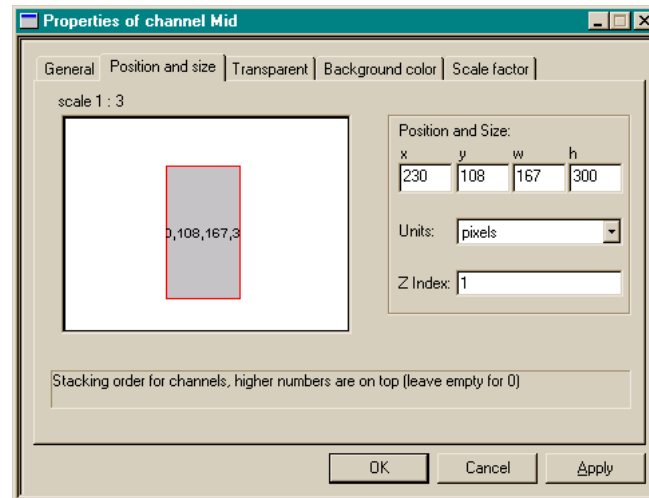 Properties of channel Mid
General Position and size Transparent Background color Scale factor
scale 1 : 3
,108,167,3
Position and Size:
x y w h
230 108 167 300
Units: pixels
Z Index: 1
Stacking order for channels, higher numbers are on top (leave empty for 0)
OK Cancel Apply